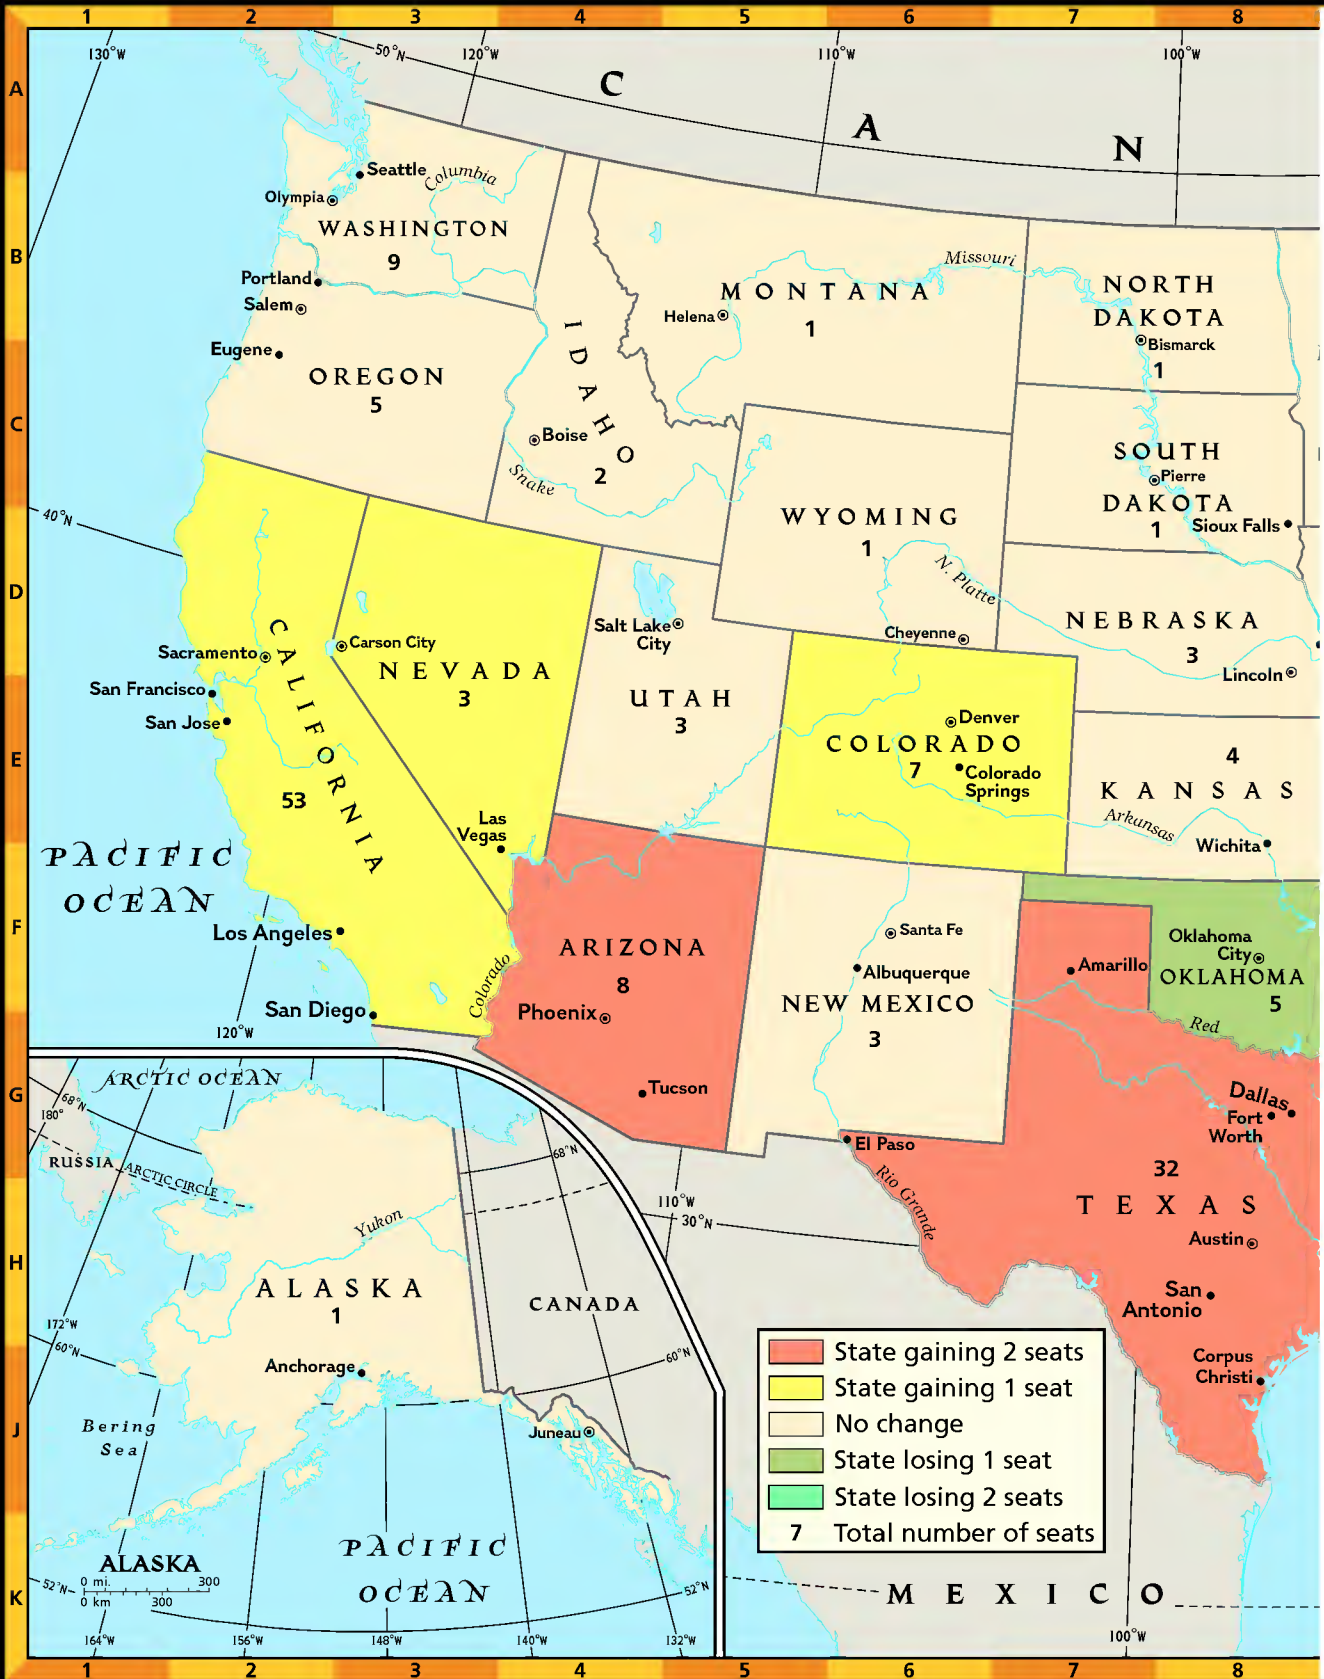 1 2 3 4 5 6 7 8
130°W 50°N 120°W 110°W 100°W
A
C A N
Seattle
Columbia
Olympia
WASHINGTON
9
B
Missouri
Portland
Salem
MONTANA
Helena
1
NORTH
DAKOTA
Bismarck
1
IDAHO
2
Eugene
OREGON
5
C
Boise
Snake
SOUTH
Pierre
DAKOTA
1
Sioux Falls
WYOMING
1
40°N
N. Platte
D
Salt Lake
City
Cheyenne
NEBRASKA
3
Lincoln
Carson City
Sacramento
CALIFORNIA
53
NEVADA
3
San Francisco
San Jose
UTAH
3
Denver
COLORADO
7
Colorado
Springs
E
4
KANSAS
Arkansas
Wichita
Las
Vegas
PACIFIC
OCEAN
F
Los Angeles
ARIZONA
8
Colorado
Phoenix
Santa Fe
Albuquerque
NEW MEXICO
3
Amarillo
Oklahoma
City
OKLAHOMA
5
Red
San Diego
120°W
G
Tucson
El Paso
Dallas
Fort
Worth
32
TEXAS
Rio Grande
110°W
30°N
Austin
San
Antonio
Corpus
Christi
ARCTIC OCEAN
68°N
180°
RUSSIA
ARCTIC CIRCLE
68°N
Yukon
H
ALASKA
1
CANADA
172°W
60°N
60°N
Anchorage
Bering
Sea
Juneau
J
State gaining 2 seats
State gaining 1 seat
No change
State losing 1 seat
State losing 2 seats
7 Total number of seats
PACIFIC
OCEAN
ALASKA
0 mi. 300
0 km 300
52°N
52°N
K
MEXICO
164°W 156°W 148°W 140°W 132°W 100°W
1 2 3 4 5 6 7 8